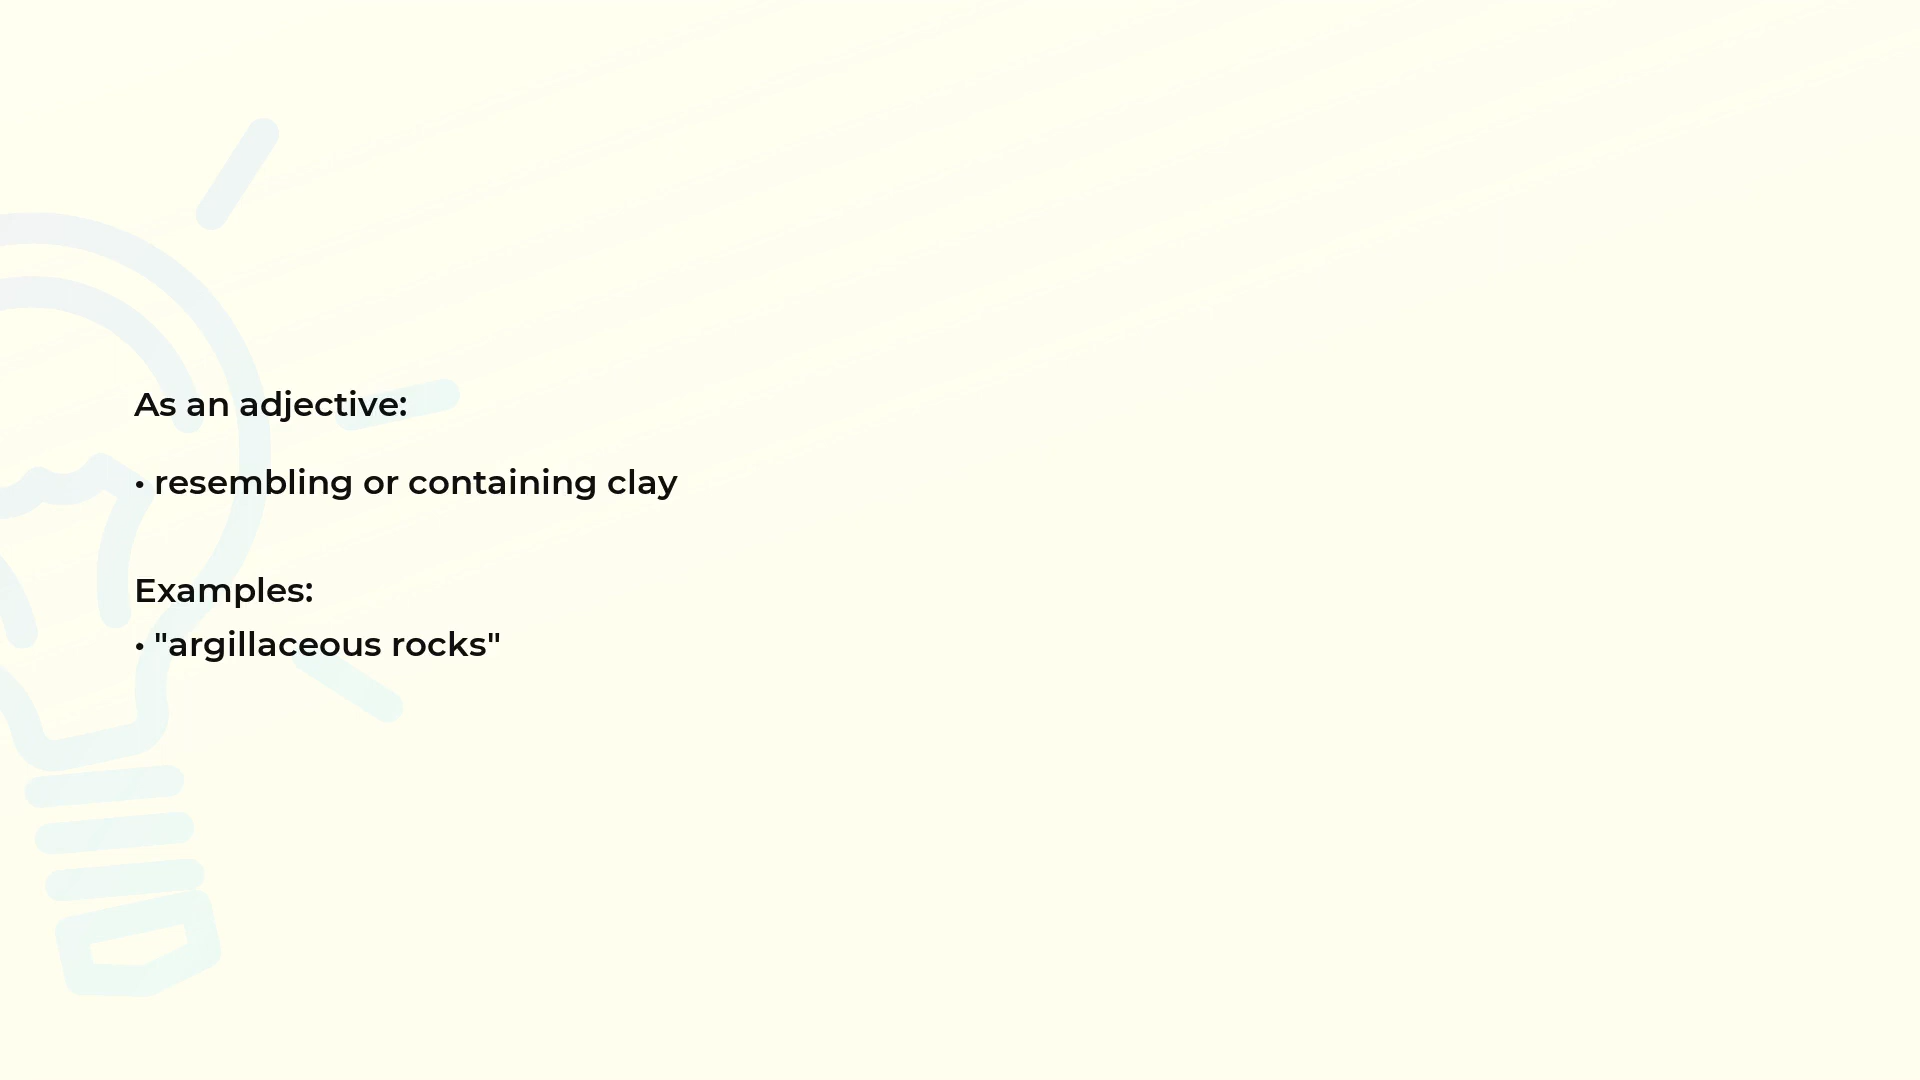 As an adjective:
• resembling or containing clay
Examples:
• "argillaceous rocks"